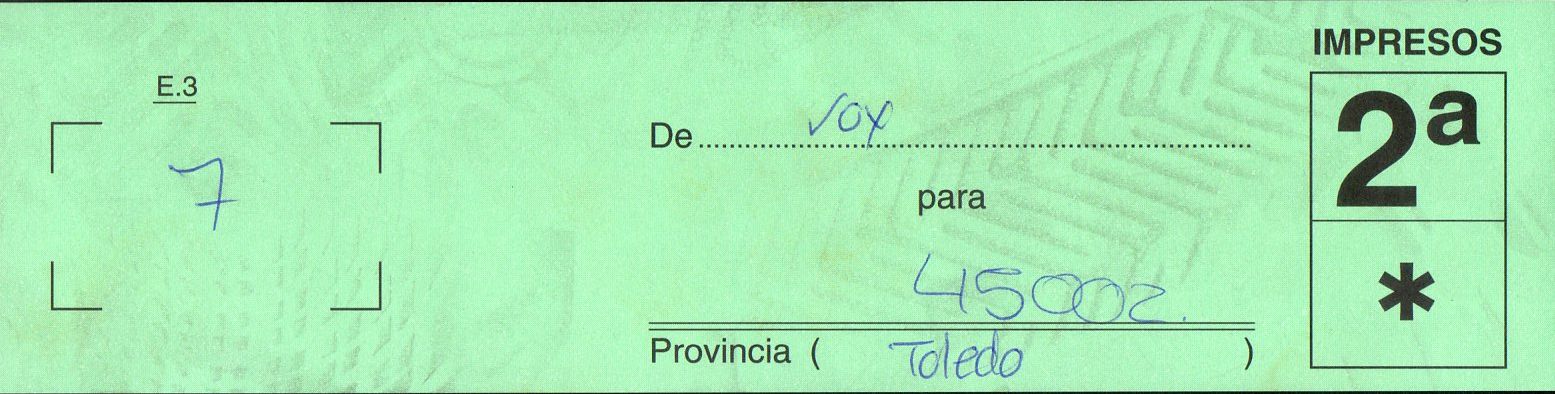 IMPRESOS
E.3
2ª
De vox
7
para
*
45002.
Provincia ( Toledo )